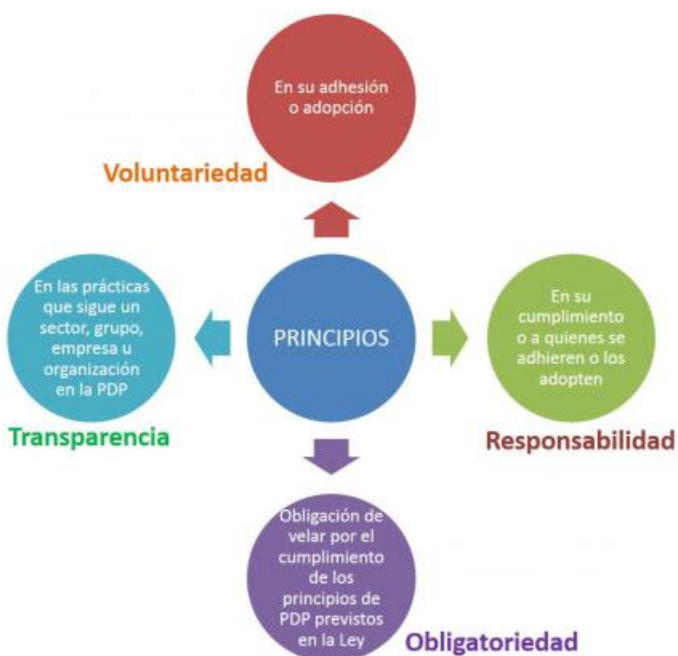 En su adhesión
o adopción
Voluntariedad
En las prácticas
que sigue un
sector, grupo,
empresa u
organización
en la PDP
Transparencia
PRINCIPIOS
En su
cumplimiento
o a quienes se
adhieren o los
adopten
Responsabilidad
Obligación de
velar por el
cumplimiento
de los
principios de
PDP previstos
en la Ley
Obligatoriedad